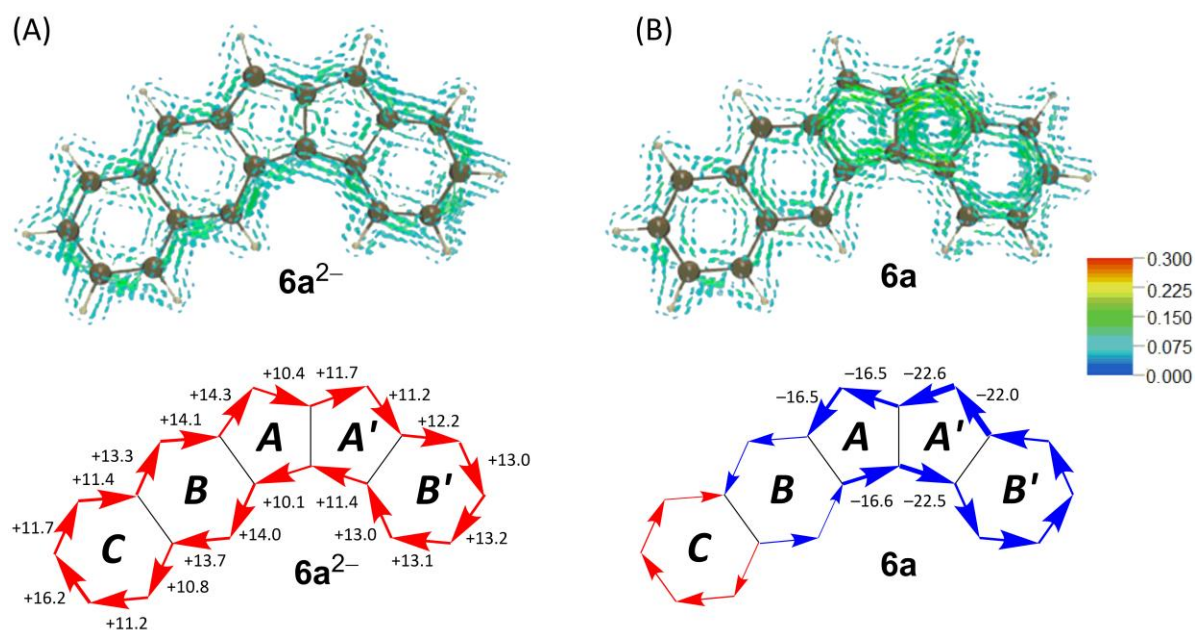 (A)
(B)
6a²⁻
6a
0.300
0.225
0.150
0.075
0.000
+10.4
+11.7
+14.3
+11.2
+14.1
+12.2
+13.3
+13.0
+11.4
+11.7
+16.2
+11.2
+10.8
+13.7
+14.0
+10.1
+11.4
+13.0
+13.1
+13.2
A
A'
B
B'
C
6a²⁻
−16.5
−22.6
−16.5
−22.0
A
A'
B
B'
−16.6
−22.5
C
6a